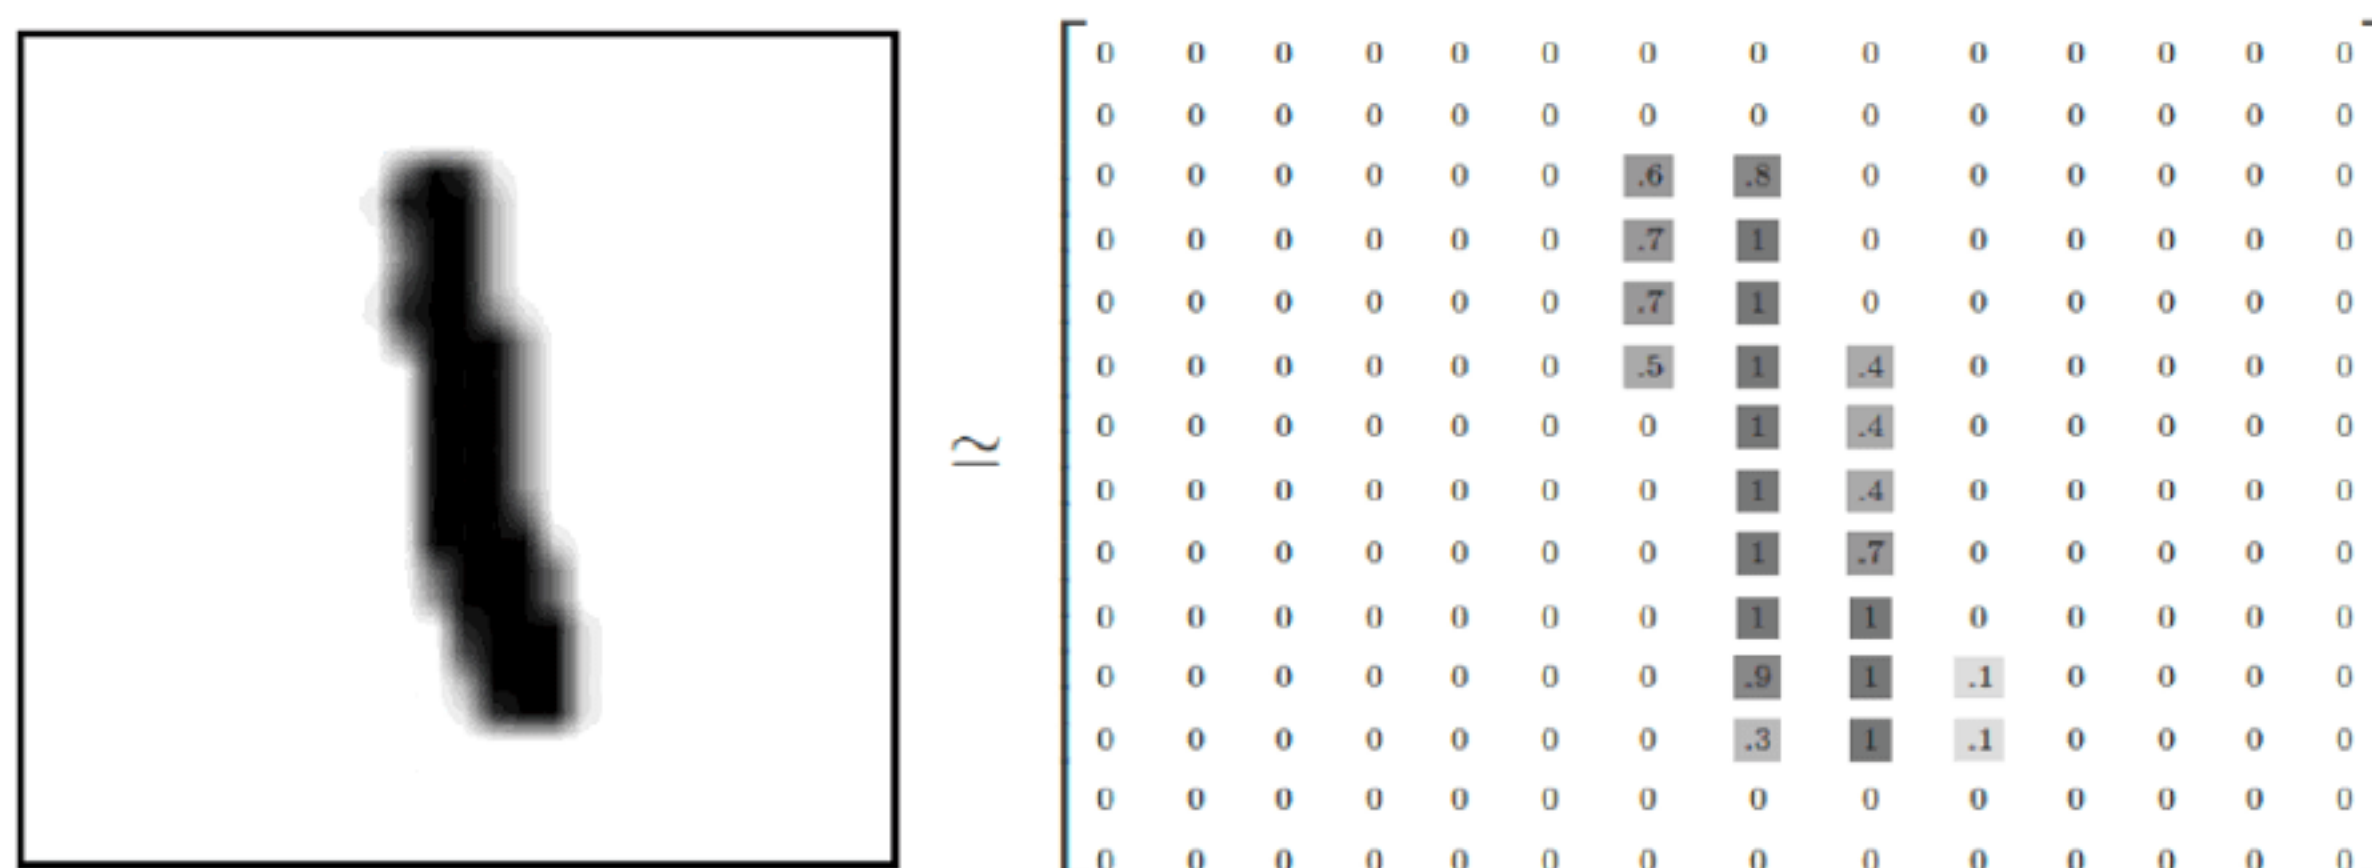 0 0 0 0 0 0 0 0 0 0 0 0 0 0
0 0 0 0 0 0 0 0 0 0 0 0 0 0
0 0 0 0 0 0 .6 .8 0 0 0 0 0 0
0 0 0 0 0 0 .7 1 0 0 0 0 0 0
0 0 0 0 0 0 .7 1 0 0 0 0 0 0
0 0 0 0 0 0 .5 1 .4 0 0 0 0 0
≃ 0 0 0 0 0 0 0 1 .4 0 0 0 0 0
0 0 0 0 0 0 0 1 .4 0 0 0 0 0
0 0 0 0 0 0 0 1 .7 0 0 0 0 0
0 0 0 0 0 0 0 1 1 0 0 0 0 0
0 0 0 0 0 0 0 .9 1 .1 0 0 0 0
0 0 0 0 0 0 0 .3 1 .1 0 0 0 0
0 0 0 0 0 0 0 0 0 0 0 0 0 0
0 0 0 0 0 0 0 0 0 0 0 0 0 0